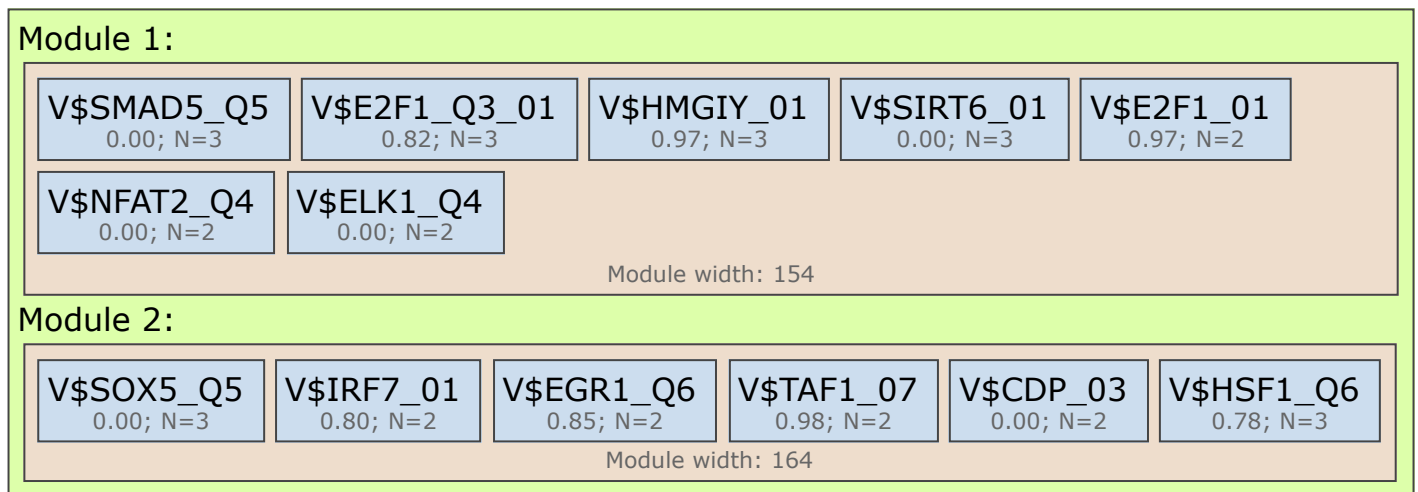 Module 1:
V$SMAD5_Q5 V$E2F1_Q3_01 V$HMGIY_01 V$SIRT6_01 V$E2F1_01
0.00; N=3 0.82; N=3 0.97; N=3 0.00; N=3 0.97; N=2
V$NFAT2_Q4 V$ELK1_Q4
0.00; N=2 0.00; N=2
Module width: 154
Module 2:
V$SOX5_Q5 V$IRF7_01 V$EGR1_Q6 V$TAF1_07 V$CDP_03 V$HSF1_Q6
0.00; N=3 0.80; N=2 0.85; N=2 0.98; N=2 0.00; N=2 0.78; N=3
Module width: 164